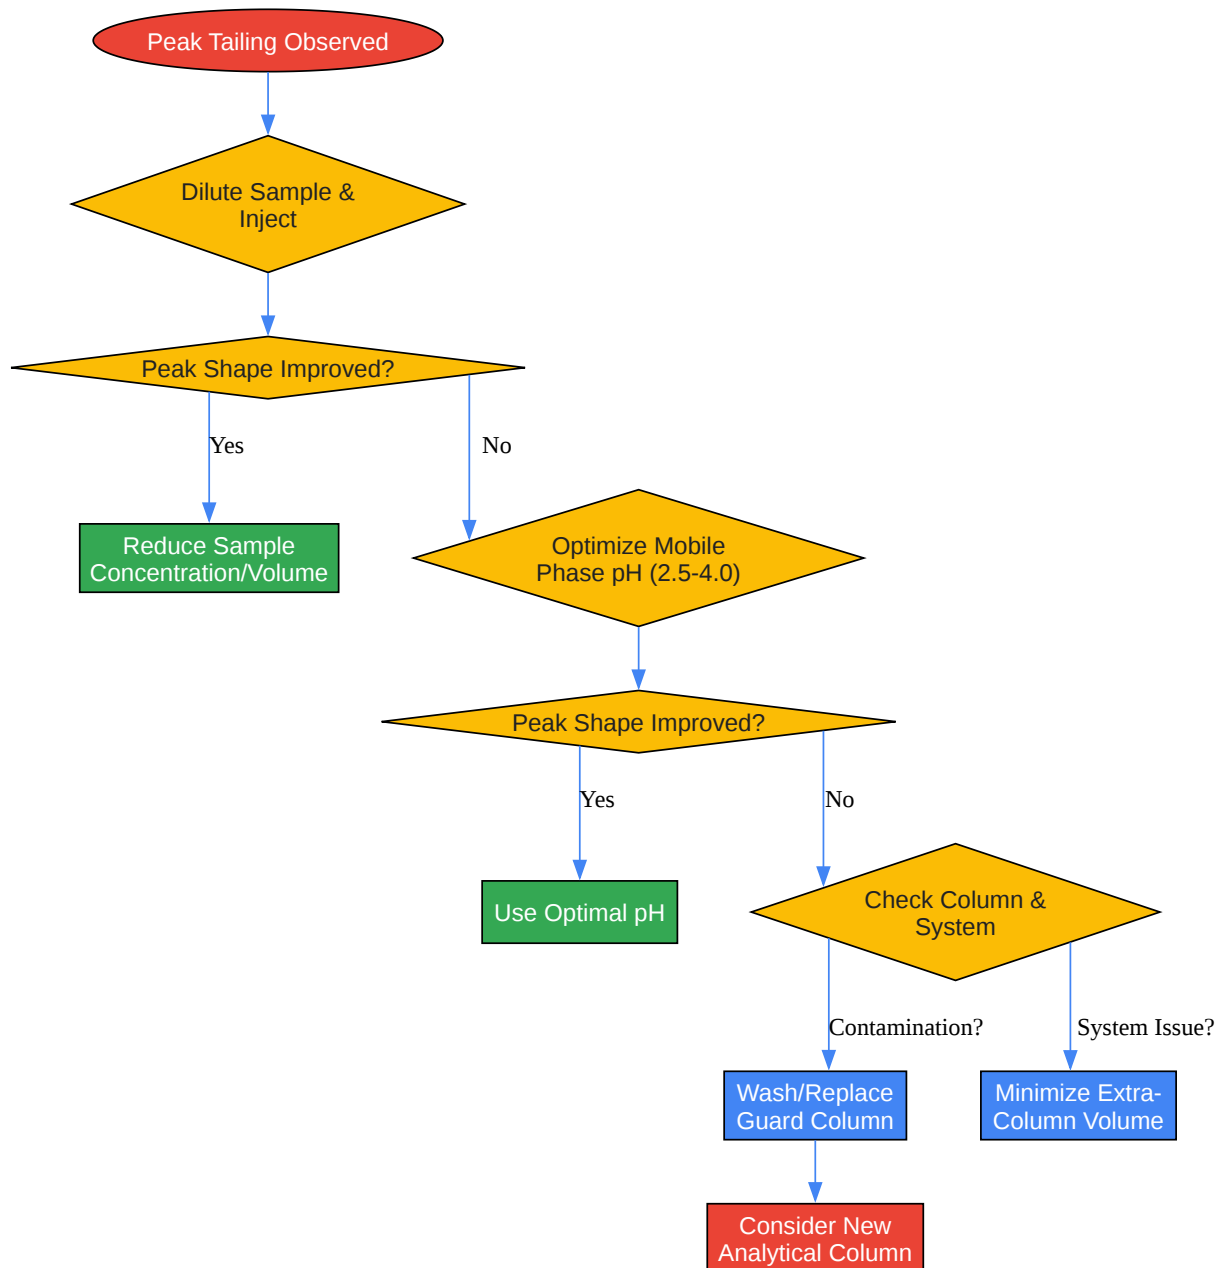 Peak Tailing Observed
Dilute Sample &
Inject
Peak Shape Improved?
Yes
No
Reduce Sample
Concentration/Volume
Optimize Mobile
Phase pH (2.5-4.0)
Peak Shape Improved?
Yes
No
Use Optimal pH
Check Column &
System
Contamination?
System Issue?
Wash/Replace
Guard Column
Minimize Extra-
Column Volume
Consider New
Analytical Column